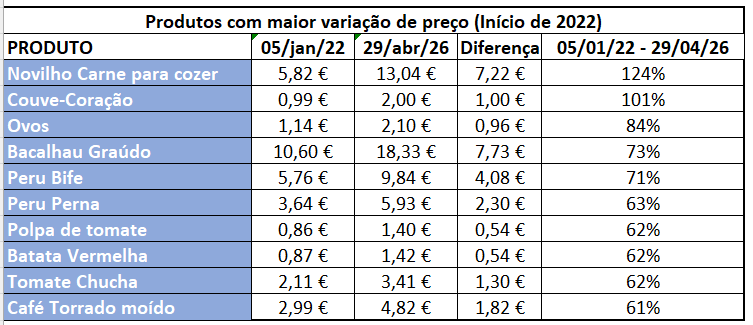 Produtos com maior variação de preço (Início de 2022)
PRODUTO 05/jan/22 29/abr/26 Diferença 05/01/22 - 29/04/26
Novilho Carne para cozer 5,82 € 13,04 € 7,22 € 124%
Couve-Coração 0,99 € 2,00 € 1,00 € 101%
Ovos 1,14 € 2,10 € 0,96 € 84%
Bacalhau Graúdo 10,60 € 18,33 € 7,73 € 73%
Peru Bife 5,76 € 9,84 € 4,08 € 71%
Peru Perna 3,64 € 5,93 € 2,30 € 63%
Polpa de tomate 0,86 € 1,40 € 0,54 € 62%
Batata Vermelha 0,87 € 1,42 € 0,54 € 62%
Tomate Chucha 2,11 € 3,41 € 1,30 € 62%
Café Torrado moído 2,99 € 4,82 € 1,82 € 61%